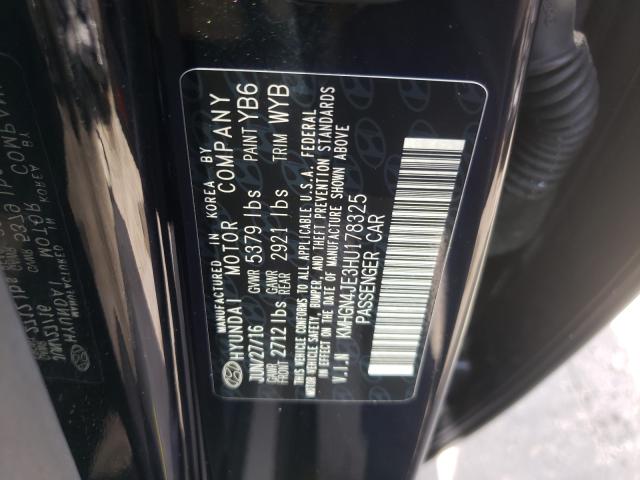 MANUFACTURED IN KOREA BY
HYUNDAI MOTOR COMPANY
JUN/27/16 GVWR 5379 lbs PAINT YB6
GAWR FRONT 2712 lbs GAWR REAR 2921 lbs TRIM WYB
THIS VEHICLE CONFORMS TO ALL APPLICABLE U.S.A. FEDERAL
MOTOR VEHICLE SAFETY, BUMPER, AND THEFT PREVENTION STANDARDS
IN EFFECT ON THE DATE OF MANUFACTURE SHOWN ABOVE
V.I.N KMHGN4JE3HU178325
PASSENGER CAR